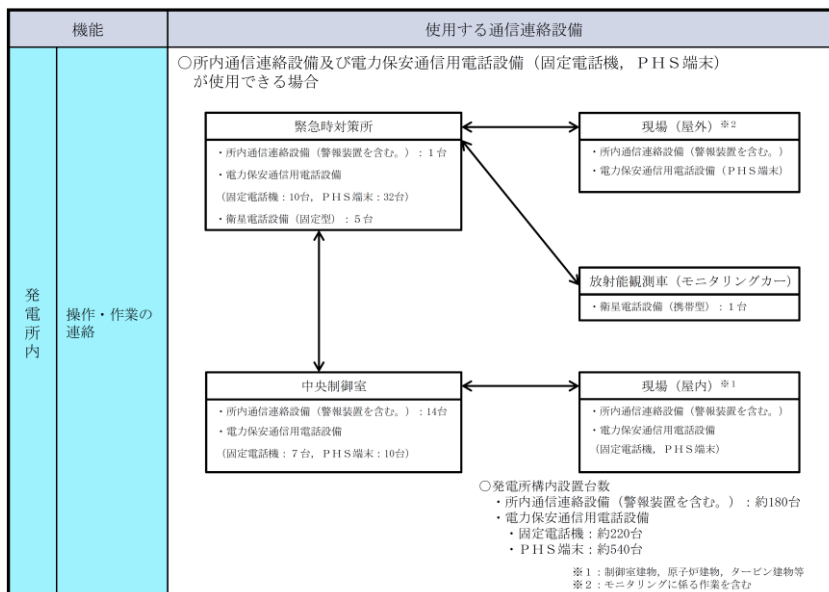 機能
使用する通信連絡設備
発電所内
操作・作業の
連絡
○所内通信連絡設備及び電力保安通信用電話設備（固定電話機，ＰＨＳ端末）
が使用できる場合
緊急時対策所
・所内通信連絡設備（警報装置を含む。）：１台
・電力保安通信用電話設備
(固定電話機：10台，ＰＨＳ端末：32台)
・衛星電話設備（固定型）：５台
現場（屋外）※２
・所内通信連絡設備（警報装置を含む。）
・電力保安通信用電話設備（ＰＨＳ端末）
放射能観測車（モニタリングカー）
・衛星電話設備（携帯型）：１台
中央制御室
・所内通信連絡設備（警報装置を含む。）：14台
・電力保安通信用電話設備
(固定電話機：７台，ＰＨＳ端末：10台)
現場（屋内）※１
・所内通信連絡設備（警報装置を含む。）
・電力保安通信用電話設備
(固定電話機，ＰＨＳ端末)
○発電所構内設置台数
・所内通信連絡設備（警報装置を含む。）：約180台
・電力保安通信用電話設備
・固定電話機：約220台
・ＰＨＳ端末：約540台
※１：制御室建物，原子炉建物，タービン建物等
※２：モニタリングに係る作業を含む